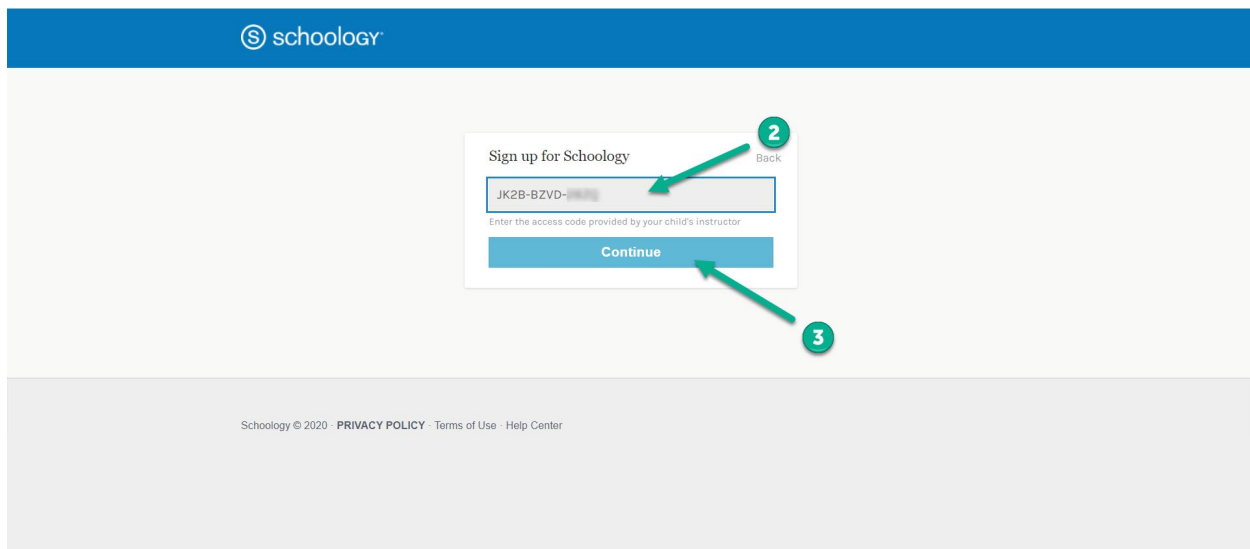 schoology
2
Sign up for Schoology
Back
JK2B-BZVD-
Enter the access code provided by your child's instructor
Continue
3
Schoology © 2020 · PRIVACY POLICY · Terms of Use · Help Center